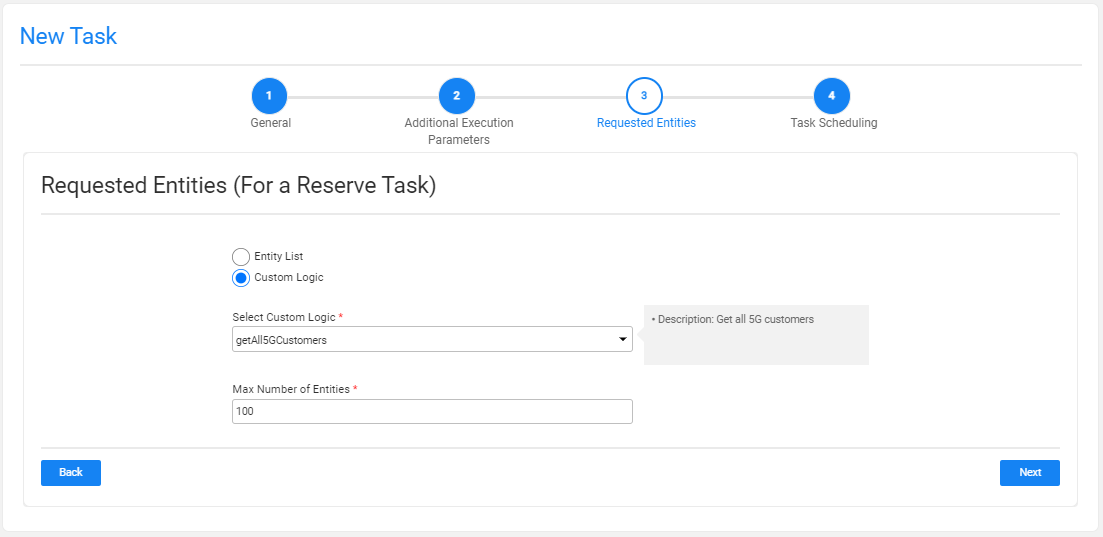 New Task
1
2
3
4
General
Additional Execution
Parameters
Requested Entities
Task Scheduling
Requested Entities (For a Reserve Task)
Entity List
Custom Logic
Select Custom Logic *
getAll5GCustomers
• Description: Get all 5G customers
Max Number of Entities *
100
Back
Next